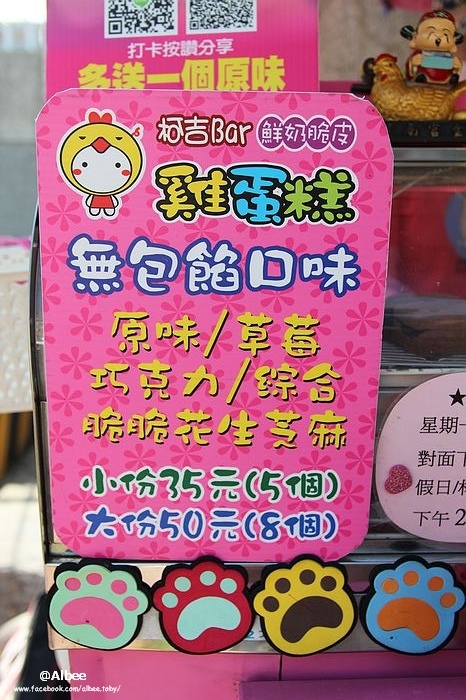 打卡按讚分享
多送一個原味
柯吉Bar 鮮奶脆皮
雞蛋糕
無包餡口味
原味/草莓
巧克力/綜合
脆脆花生芝麻
小份35元(5個)
大份50元(8個)
★
星期一
對面下
假日/
下午2
@Albee
www.facebook.com/albee.toby/